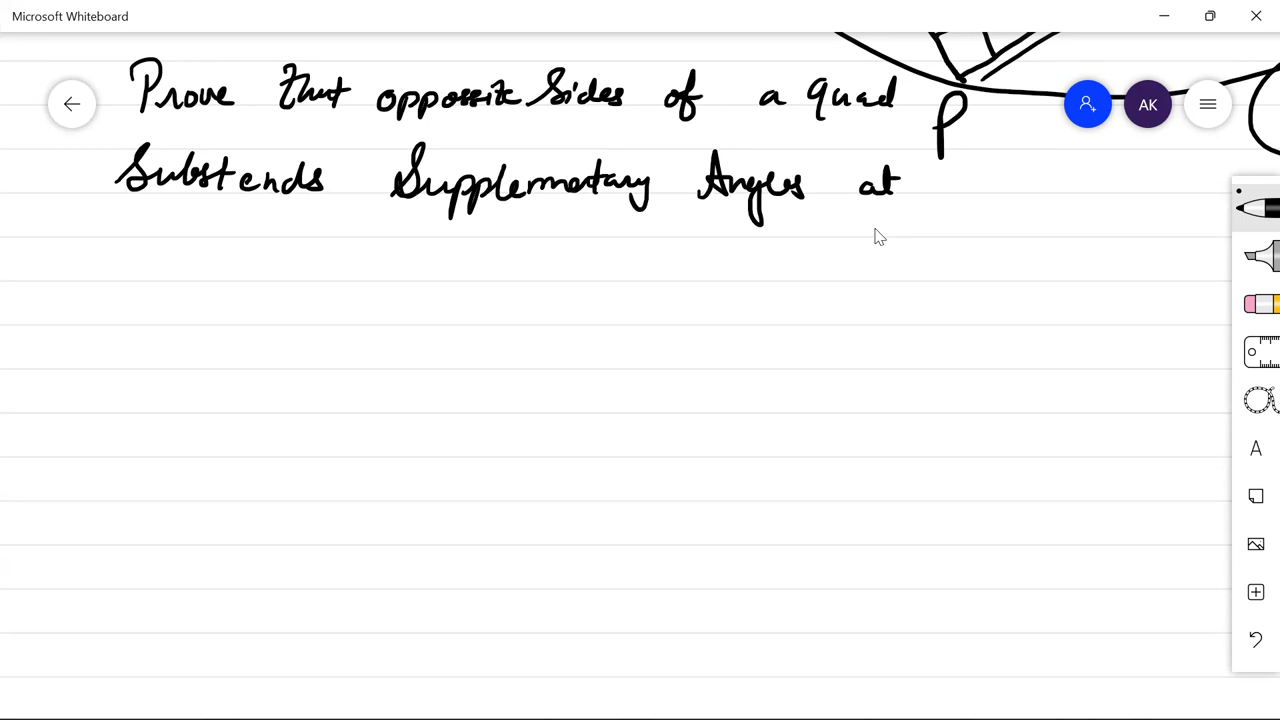 Microsoft Whiteboard
Prove that opposite Sides of a Quad
P
AK
Substends Supplementary Angles at
A